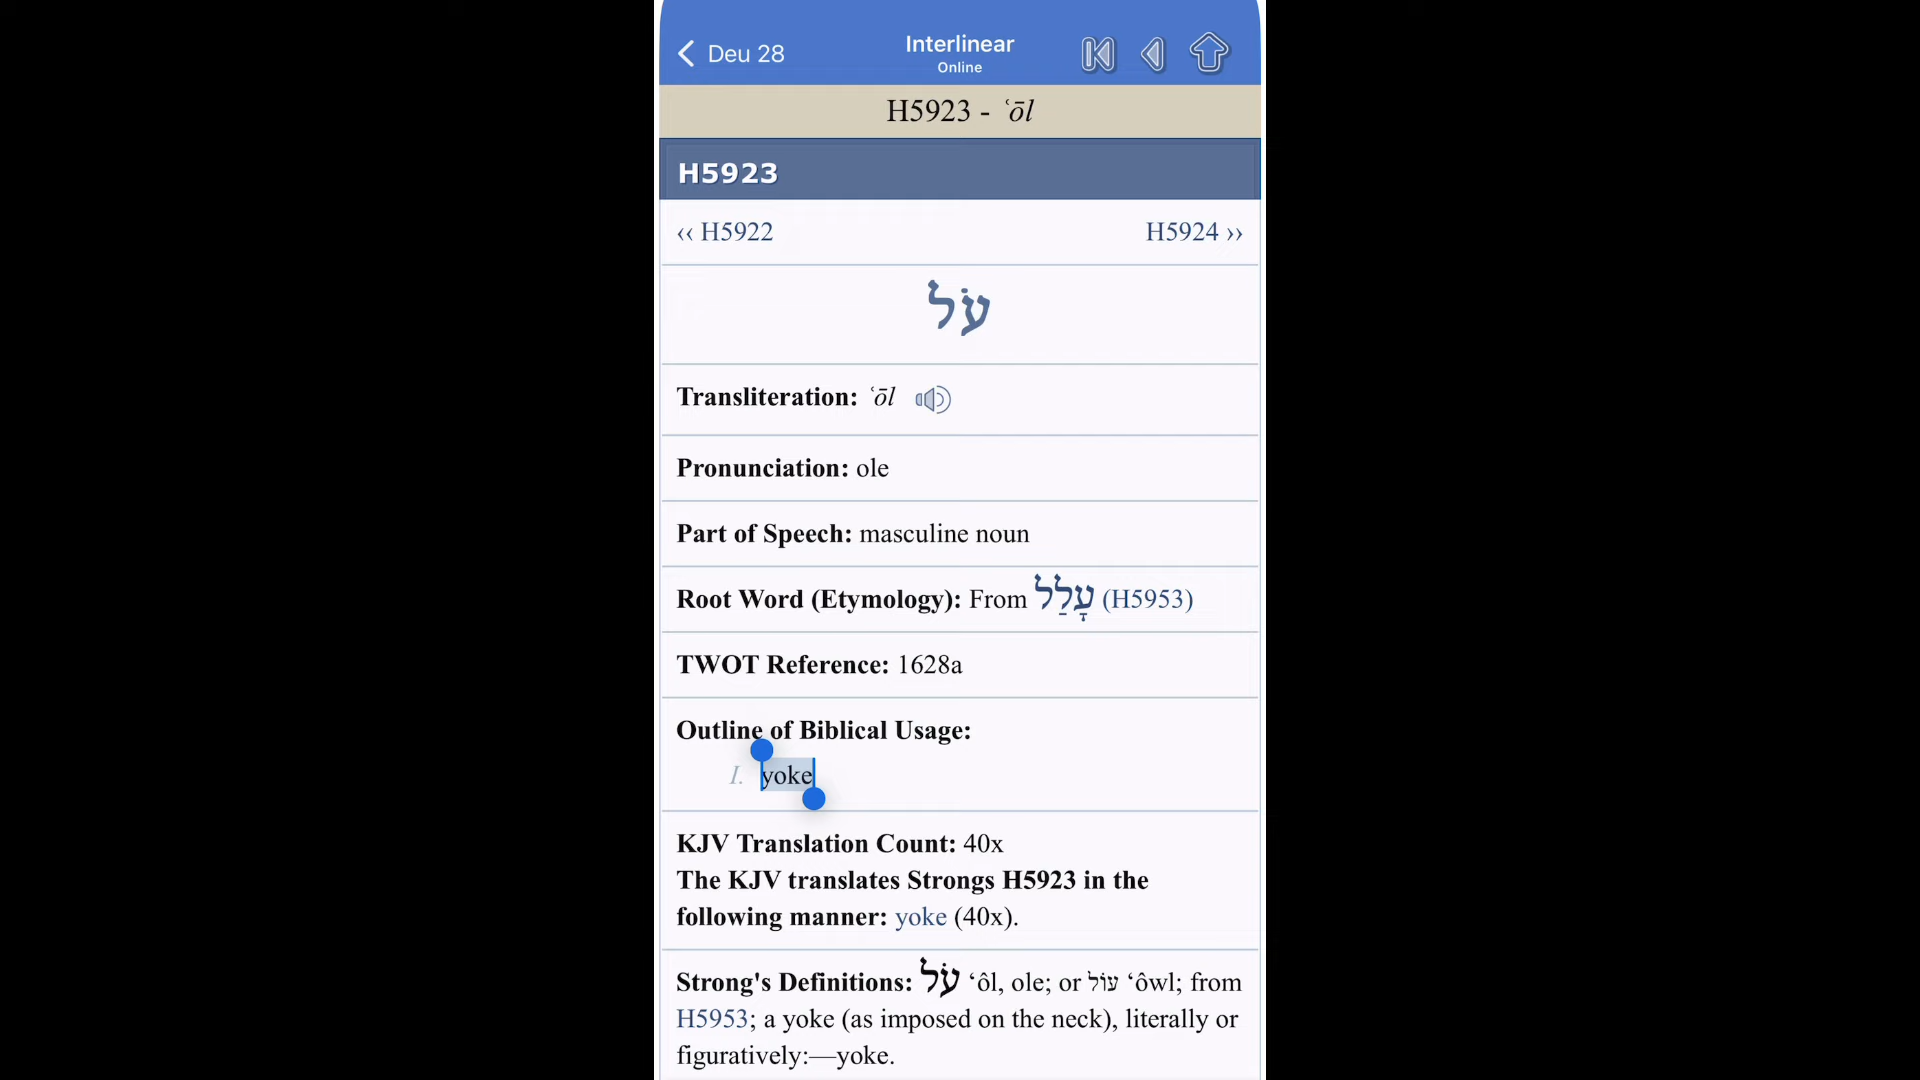 Deu 28
Interlinear
Online
H5923 - ʿōl
H5923
‹‹ H5922
H5924 ››
עֹל
Transliteration: ʿōl
Pronunciation: ole
Part of Speech: masculine noun
Root Word (Etymology): From עָלַל (H5953)
TWOT Reference: 1628a
Outline of Biblical Usage:
I. yoke
KJV Translation Count: 40x
The KJV translates Strongs H5923 in the
following manner: yoke (40x).
Strong's Definitions: עֹל ʻôl, ole; or עוֹל ʻôwl; from
H5953; a yoke (as imposed on the neck), literally or
figuratively:—yoke.